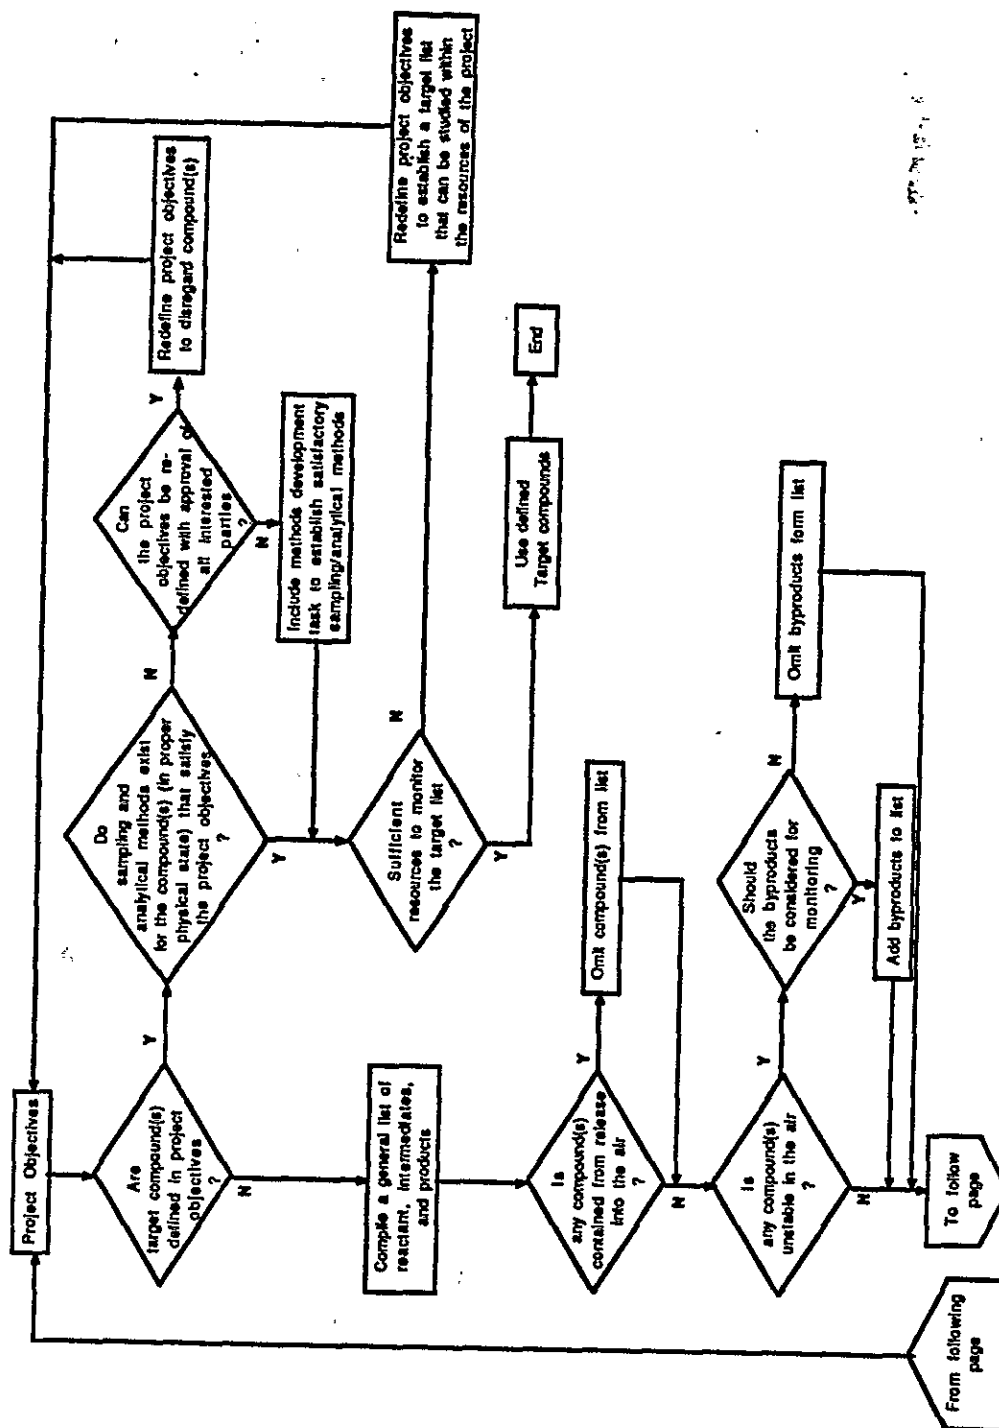 Project Objectives
Are
target compound(s)
defined in project
objectives
?
Y
N
Do
sampling and
analytical methods exist
for the compound(s) (in proper
physical state) that satisfy
the project objectives
?
N
Y
Can
the project
objectives be re-
defined with approval of
all interested
parties
?
Y
N
Redefine project objectives
to disregard compound(s)
Include methods development
task to establish satisfactory
sampling/analytical methods
Sufficient
resources to monitor
the target list
?
N
Y
Redefine project objectives
to establish a target list
that can be studied within
the resources of the project
Use defined
Target compounds
End
Compile a general list of
reactant, intermediates,
and products
Is
any compound(s)
contained from release
into the air
?
Y
N
Omit compound(s) from list
Is
any compound(s)
unstable in the air
?
Y
N
Should
the byproducts
be considered for
monitoring
?
N
Y
Omit byproducts form list
Add byproducts to list
To follow
page
From following
page